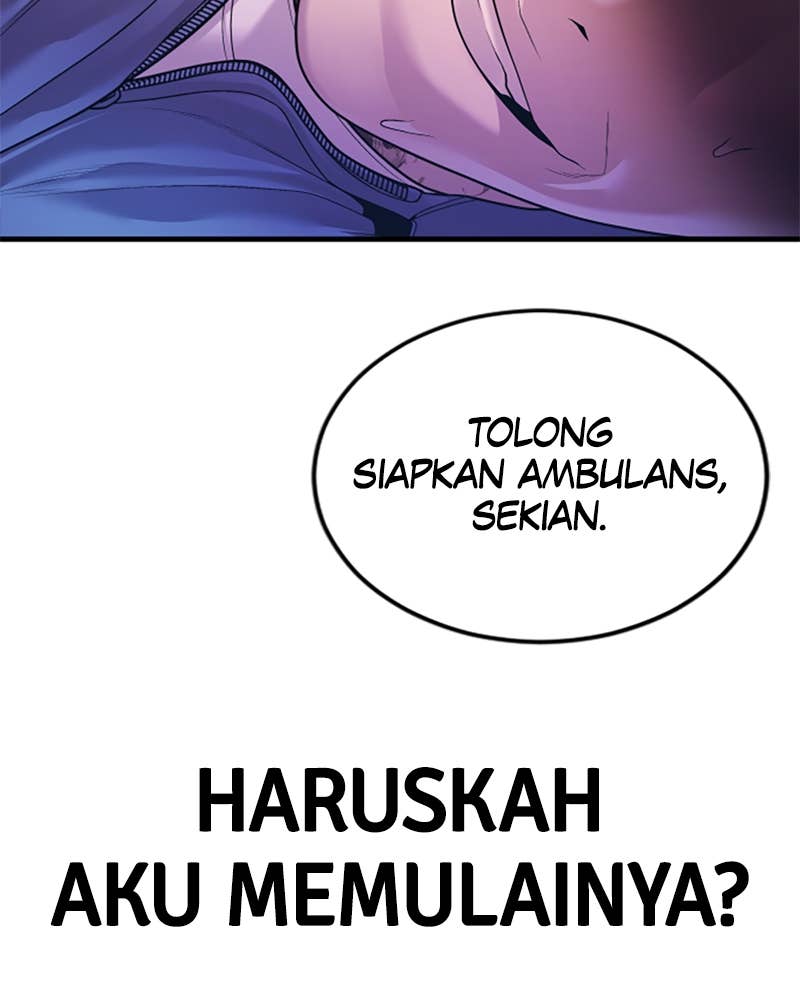 TOLONG
SIAPKAN AMBULANS,
SEKIAN.
HARUSKAH
AKU MEMULAINYA?